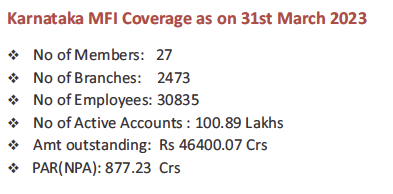 Karnataka MFI Coverage as on 31st March 2023
❖ No of Members: 27
❖ No of Branches: 2473
❖ No of Employees: 30835
❖ No of Active Accounts : 100.89 Lakhs
❖ Amt outstanding: Rs 46400.07 Crs
❖ PAR(NPA): 877.23 Crs